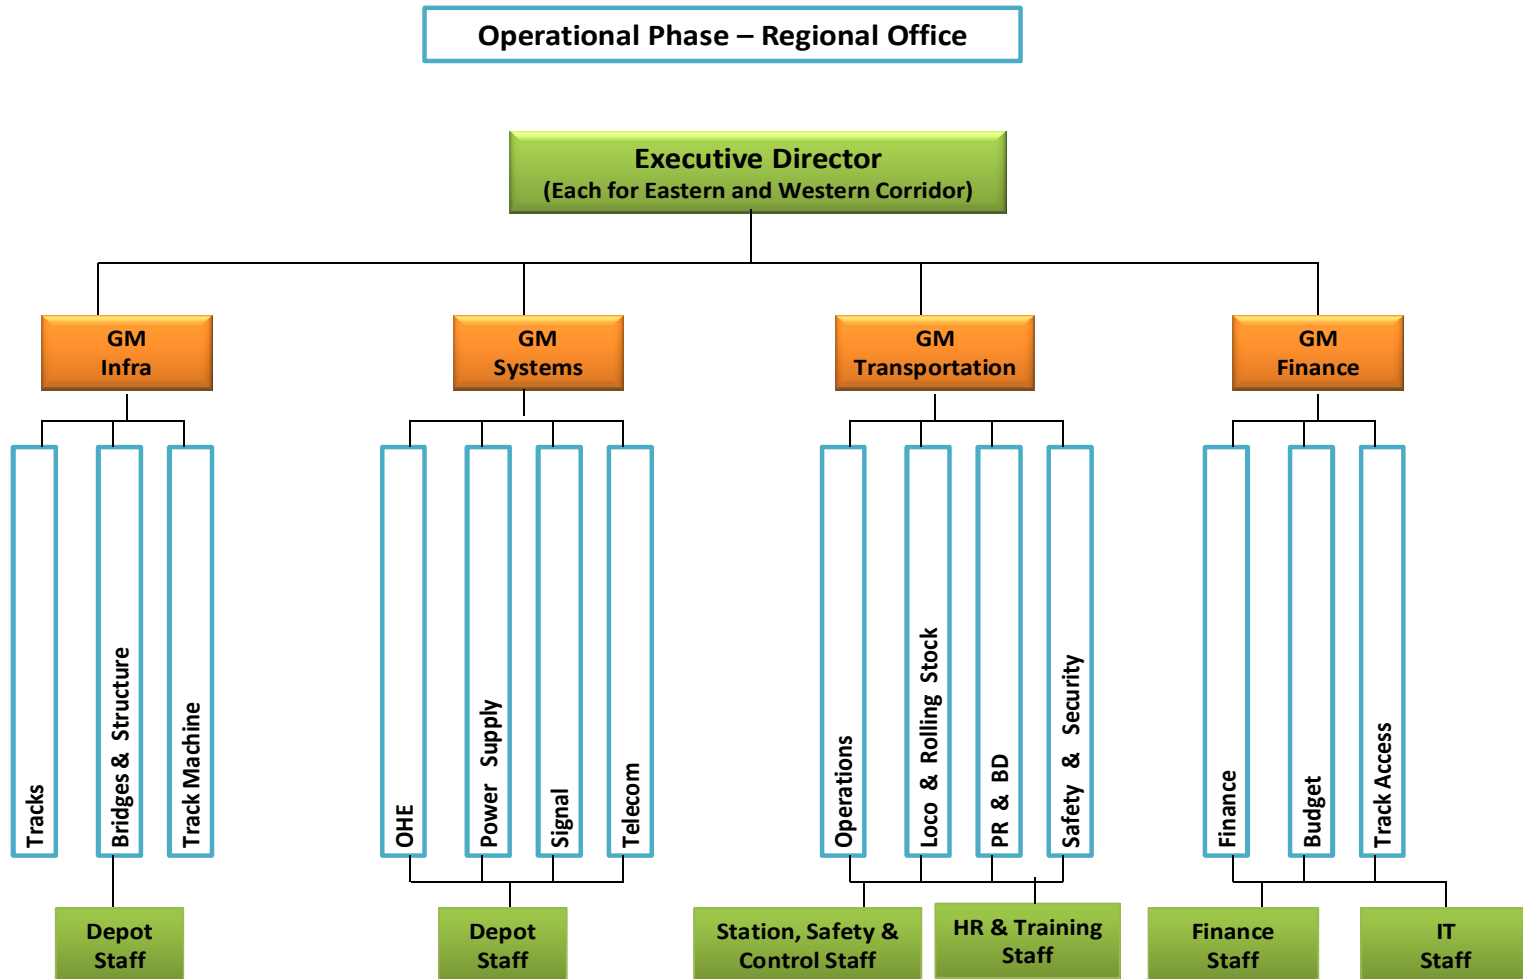 Operational Phase – Regional Office
Executive Director
(Each for Eastern and Western Corridor)
GM
Infra
GM
Systems
GM
Transportation
GM
Finance
Tracks
Bridges & Structure
Track Machine
OHE
Power Supply
Signal
Telecom
Operations
Loco & Rolling Stock
PR & BD
Safety & Security
Finance
Budget
Track Access
Depot
Staff
Depot
Staff
Station, Safety &
Control Staff
HR & Training
Staff
Finance
Staff
IT
Staff